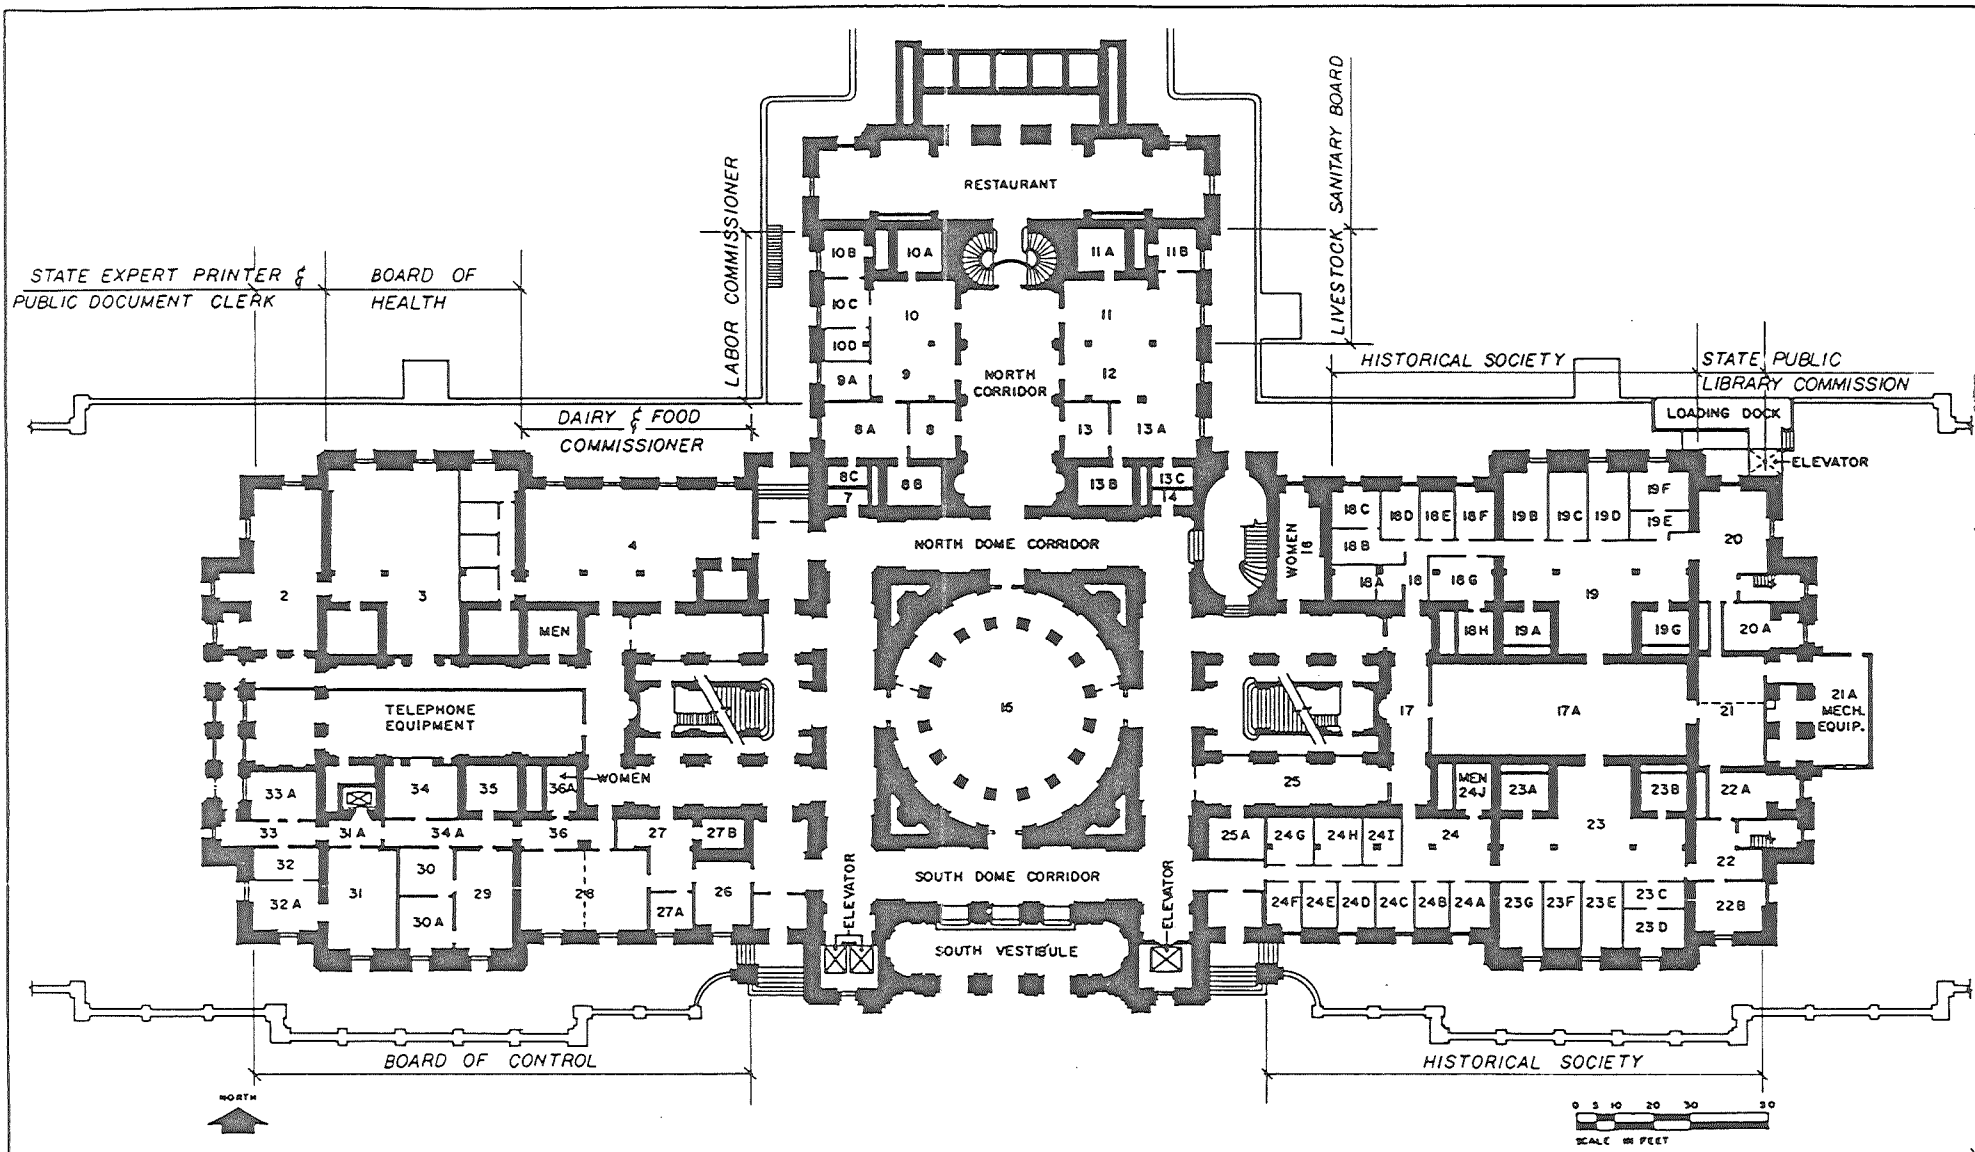 LABOR COMMISSIONER
LIVESTOCK SANITARY BOARD
RESTAURANT
10B
10A
11A
11B
STATE EXPERT PRINTER &
PUBLIC DOCUMENT CLERK
BOARD OF
HEALTH
10C
10
11
10D
9A
9
NORTH
CORRIDOR
12
HISTORICAL SOCIETY
STATE PUBLIC
LIBRARY COMMISSION
DAIRY & FOOD
COMMISSIONER
8A
8
13
13A
LOADING DOCK
ELEVATOR
8C
7
8B
13B
13C
14
18C
18D
18E
18F
19B
19C
19D
19F
19E
4
NORTH DOME CORRIDOR
WOMEN
16
18B
18A
18
18G
20
2
3
19
MEN
18H
19A
19G
20A
TELEPHONE
EQUIPMENT
15
17
17A
21
21A
MECH.
EQUIP.
33A
34
35
36A
WOMEN
25
MEN
24J
23A
23B
22A
33
31A
34A
36
27
27B
25A
24G
24H
24I
24
23
22
32
30
31
29
28
26
ELEVATOR
SOUTH DOME CORRIDOR
ELEVATOR
32A
30A
27A
24F
24E
24D
24C
24B
24A
23G
23F
23E
23C
23D
22B
SOUTH VESTIBULE
BOARD OF CONTROL
HISTORICAL SOCIETY
NORTH
0 5 10 20 30 50
SCALE IN FEET